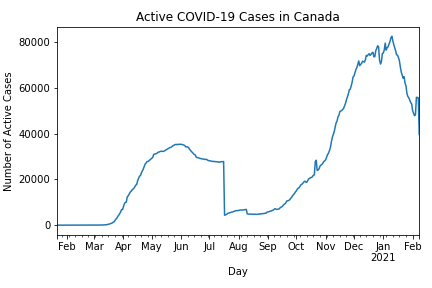 Active COVID-19 Cases in Canada
Number of Active Cases
80000
60000
40000
20000
0
Feb Mar Apr May Jun Jul Aug Sep Oct Nov Dec Jan Feb
2021
Day